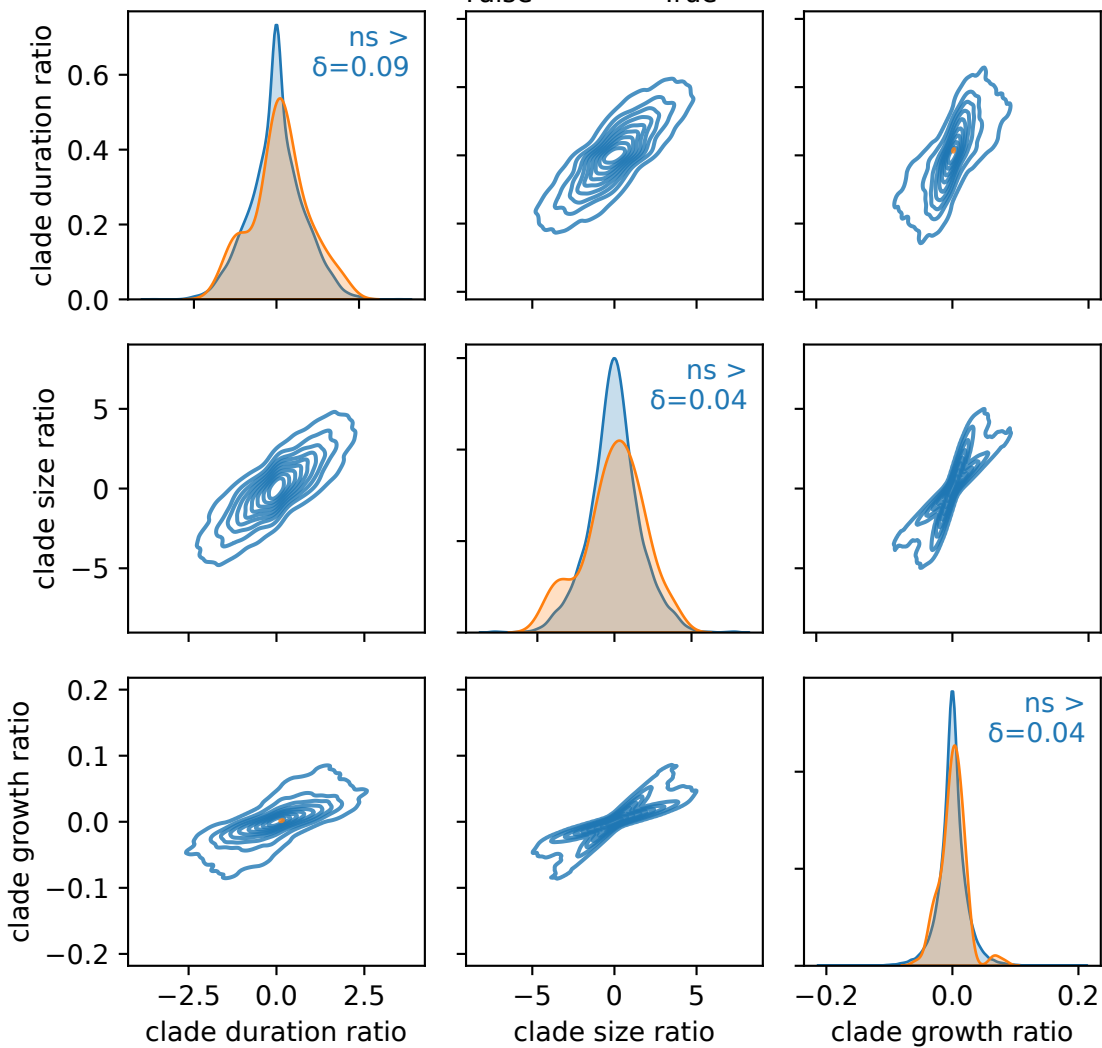 clade duration ratio
0.6
0.4
0.2
0.0
ns >
δ=0.09
clade size ratio
5
0
−5
ns >
δ=0.04
clade growth ratio
0.2
0.1
0.0
−0.1
−0.2
ns >
δ=0.04
−2.5 0.0 2.5
−5 0 5
−0.2 0.0 0.2
clade duration ratio
clade size ratio
clade growth ratio